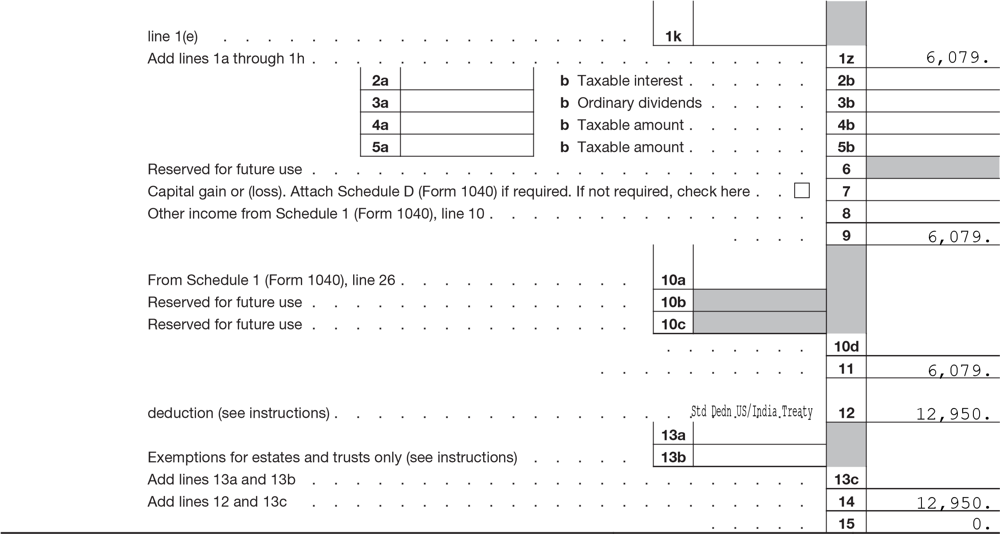 line 1(e) . . . . . . . . . . . . . . . . . . . 1k
Add lines 1a through 1h . . . . . . . . . . . . . . . . . . . . . . . 1z 6,079.
2a b Taxable interest . . . . . . 2b
3a b Ordinary dividends . . . . . 3b
4a b Taxable amount . . . . . . 4b
5a b Taxable amount . . . . . . 5b
Reserved for future use . . . . . . . . . . . . . . . . . . . . . . . 6
Capital gain or (loss). Attach Schedule D (Form 1040) if required. If not required, check here . . 7
Other income from Schedule 1 (Form 1040), line 10 . . . . . . . . . . . . . . . 8
. . . . 9 6,079.
From Schedule 1 (Form 1040), line 26 . . . . . . . . . . . 10a
Reserved for future use . . . . . . . . . . . . . . . 10b
Reserved for future use . . . . . . . . . . . . . . . 10c
. . . . . . . 10d
. . . . . . . . . . 11 6,079.
deduction (see instructions) . . . . . . . . . . . . . . . . Std Dedn US/India Treaty 12 12,950.
13a
Exemptions for estates and trusts only (see instructions) . . . . . 13b
Add lines 13a and 13b . . . . . . . . . . . . . . . . . . . . . . . 13c
Add lines 12 and 13c . . . . . . . . . . . . . . . . . . . . . . . 14 12,950.
. . . . . 15 0.